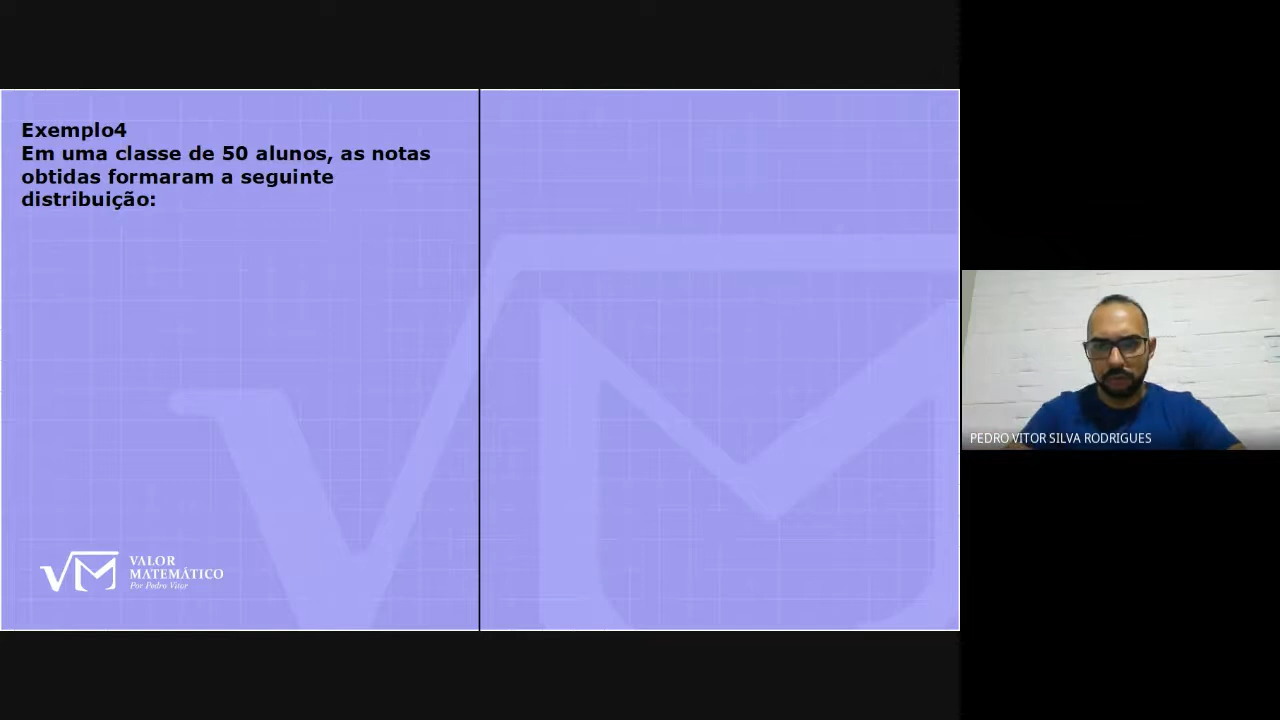 Exemplo4
Em uma classe de 50 alunos, as notas
obtidas formaram a seguinte
distribuição:
VALOR
MATEMÁTICO
Por Pedro Vitor
PEDRO VITOR SILVA RODRIGUES